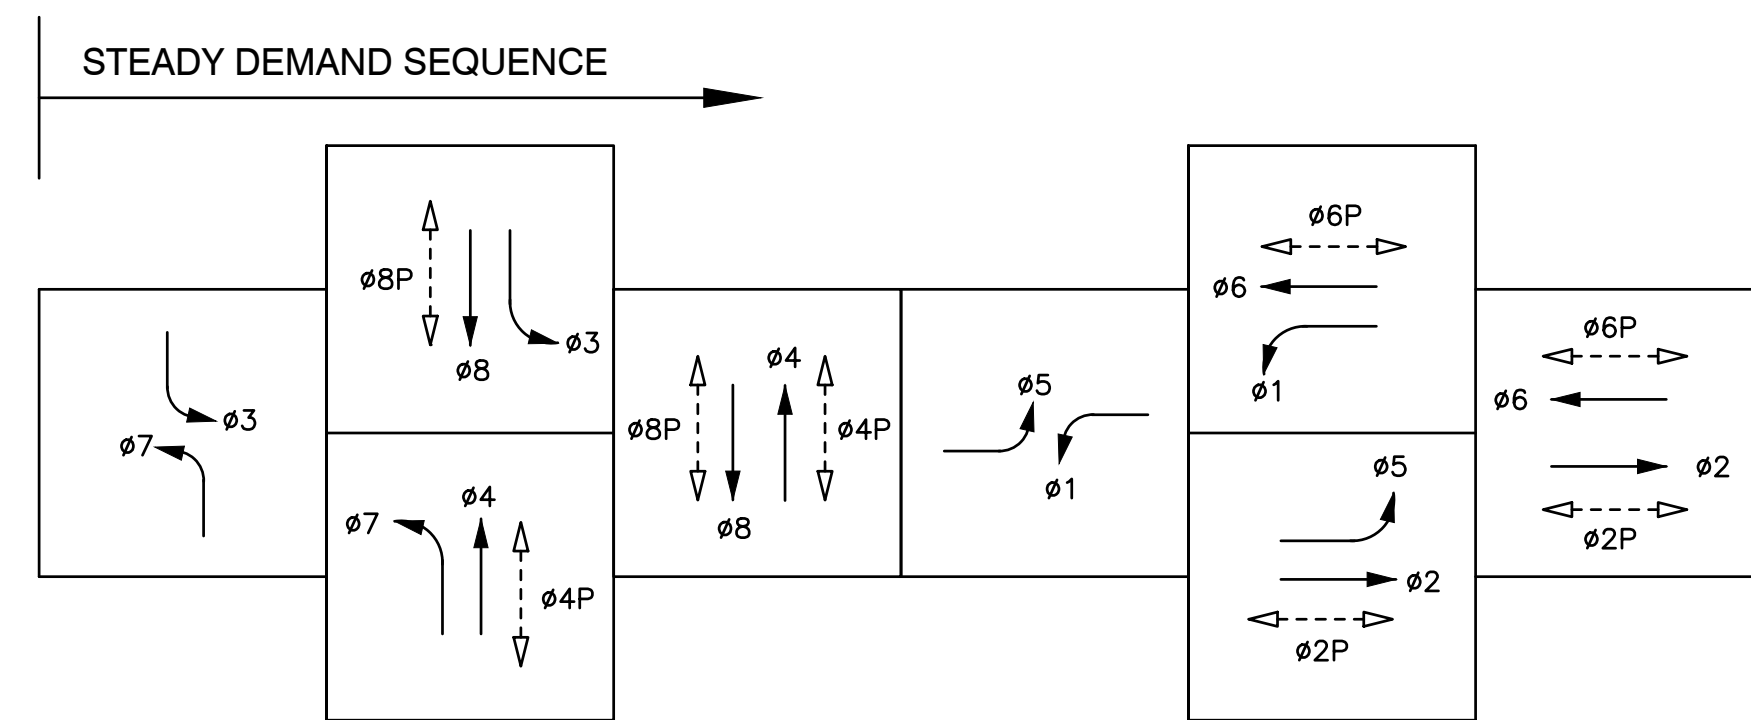 STEADY DEMAND SEQUENCE
ø3
ø7
ø8P
ø3
ø8
ø4
ø7
ø4P
ø4
ø8P
ø4P
ø8
ø5
ø1
ø6P
ø6
ø1
ø5
ø2
ø2P
ø6P
ø6
ø2
ø2P